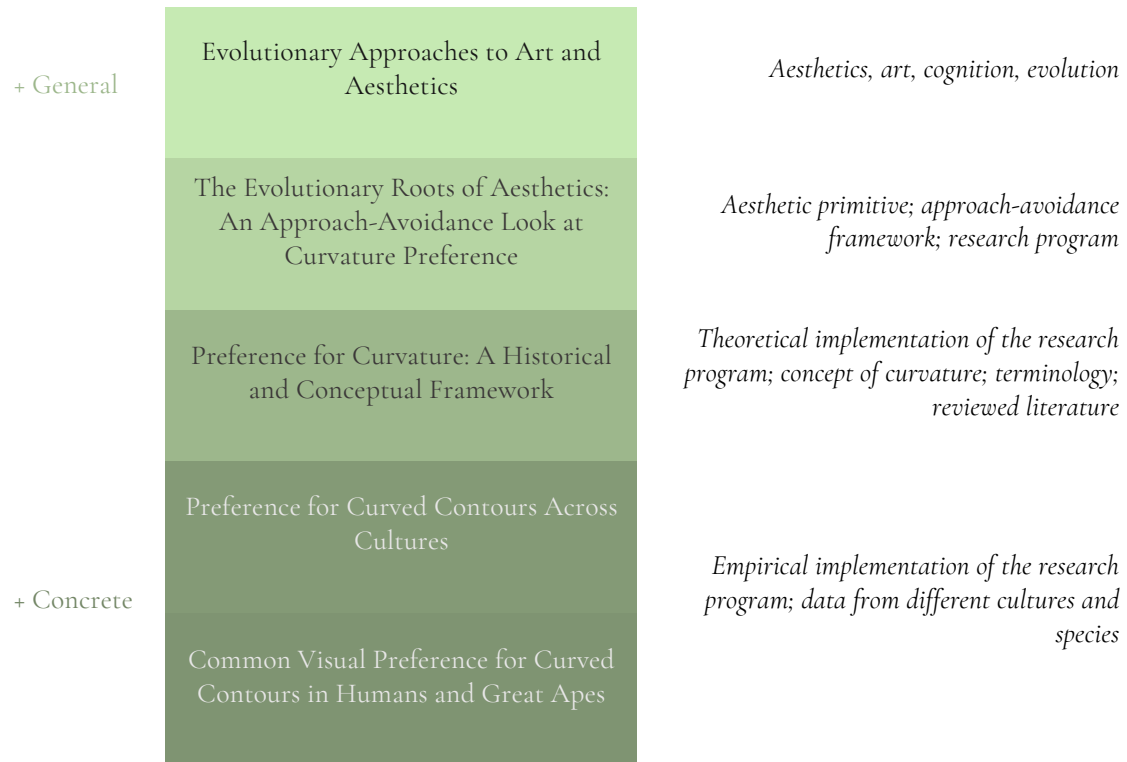 + General
Evolutionary Approaches to Art and
Aesthetics
Aesthetics, art, cognition, evolution
The Evolutionary Roots of Aesthetics:
An Approach-Avoidance Look at
Curvature Preference
Aesthetic primitive; approach-avoidance
framework; research program
Preference for Curvature: A Historical
and Conceptual Framework
Theoretical implementation of the research
program; concept of curvature; terminology;
reviewed literature
+ Concrete
Preference for Curved Contours Across
Cultures
Common Visual Preference for Curved
Contours in Humans and Great Apes
Empirical implementation of the research
program; data from different cultures and
species